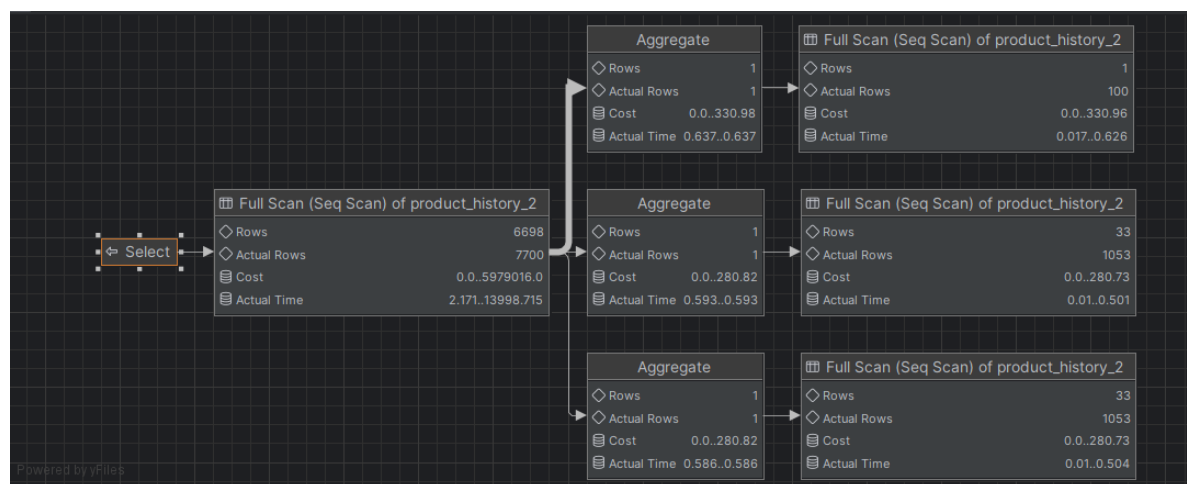 Select
Full Scan (Seq Scan) of product_history_2
Rows 6698
Actual Rows 7700
Cost 0.0..5979016.0
Actual Time 2.171..13998.715
Aggregate
Rows 1
Actual Rows 1
Cost 0.0..330.98
Actual Time 0.637..0.637
Full Scan (Seq Scan) of product_history_2
Rows 1
Actual Rows 100
Cost 0.0..330.96
Actual Time 0.017..0.626
Aggregate
Rows 1
Actual Rows 1
Cost 0.0..280.82
Actual Time 0.593..0.593
Full Scan (Seq Scan) of product_history_2
Rows 33
Actual Rows 1053
Cost 0.0..280.73
Actual Time 0.01..0.501
Aggregate
Rows 1
Actual Rows 1
Cost 0.0..280.82
Actual Time 0.586..0.586
Full Scan (Seq Scan) of product_history_2
Rows 33
Actual Rows 1053
Cost 0.0..280.73
Actual Time 0.01..0.504
Powered by yFiles